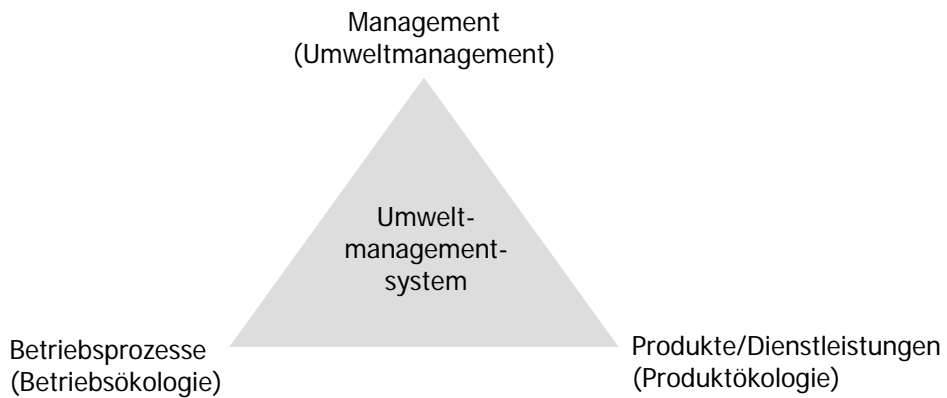 Management
(Umweltmanagement)
Umwelt-
management-
system
Betriebsprozesse
(Betriebsökologie)
Produkte/Dienstleistungen
(Produktökologie)